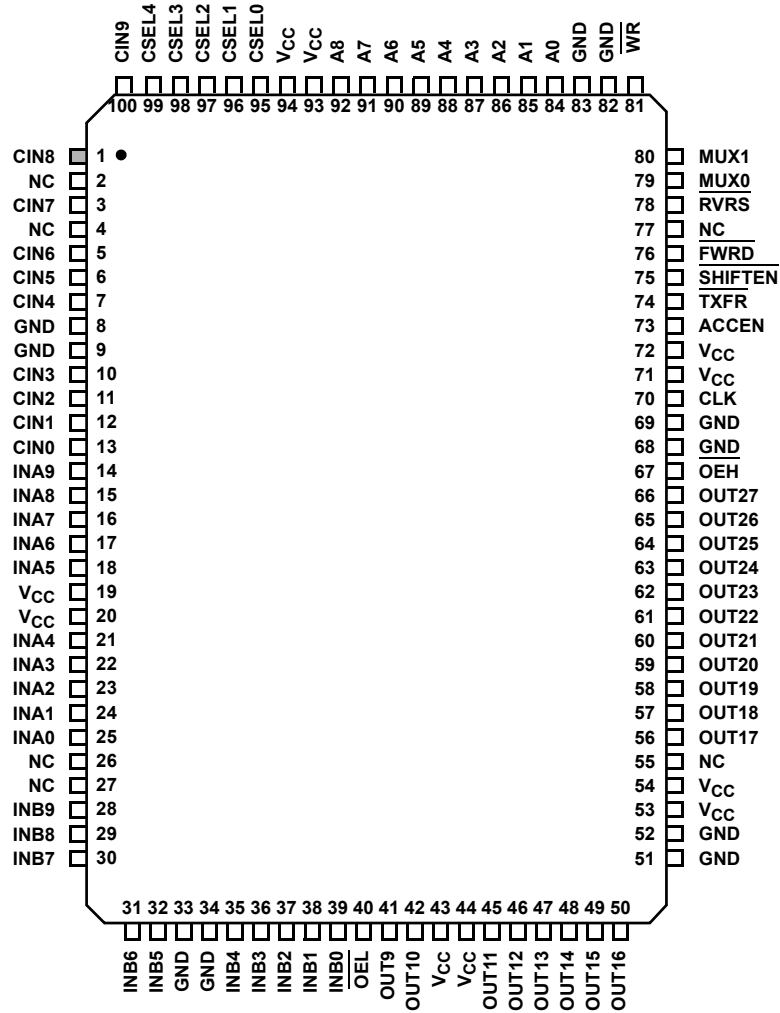 CIN9 CSEL4 CSEL3 CSEL2 CSEL1 CSEL0 VCC VCC A8 A7 A6 A5 A4 A3 A2 A1 A0 GND GND WR
100 99 98 97 96 95 94 93 92 91 90 89 88 87 86 85 84 83 82 81
CIN8 1 80 MUX1
NC 2 79 MUX0
CIN7 3 78 RVRS
NC 4 77 NC
CIN6 5 76 FWRD
CIN5 6 75 SHIFTEN
CIN4 7 74 TXFR
GND 8 73 ACCEN
GND 9 72 VCC
CIN3 10 71 VCC
CIN2 11 70 CLK
CIN1 12 69 GND
CIN0 13 68 GND
INA9 14 67 OEH
INA8 15 66 OUT27
INA7 16 65 OUT26
INA6 17 64 OUT25
INA5 18 63 OUT24
VCC 19 62 OUT23
VCC 20 61 OUT22
INA4 21 60 OUT21
INA3 22 59 OUT20
INA2 23 58 OUT19
INA1 24 57 OUT18
INA0 25 56 OUT17
NC 26 55 NC
NC 27 54 VCC
INB9 28 53 VCC
INB8 29 52 GND
INB7 30 51 GND
31 32 33 34 35 36 37 38 39 40 41 42 43 44 45 46 47 48 49 50
INB6 INB5 GND GND INB4 INB3 INB2 INB1 INB0 OEL OUT9 OUT10 VCC VCC OUT11 OUT12 OUT13 OUT14 OUT15 OUT16